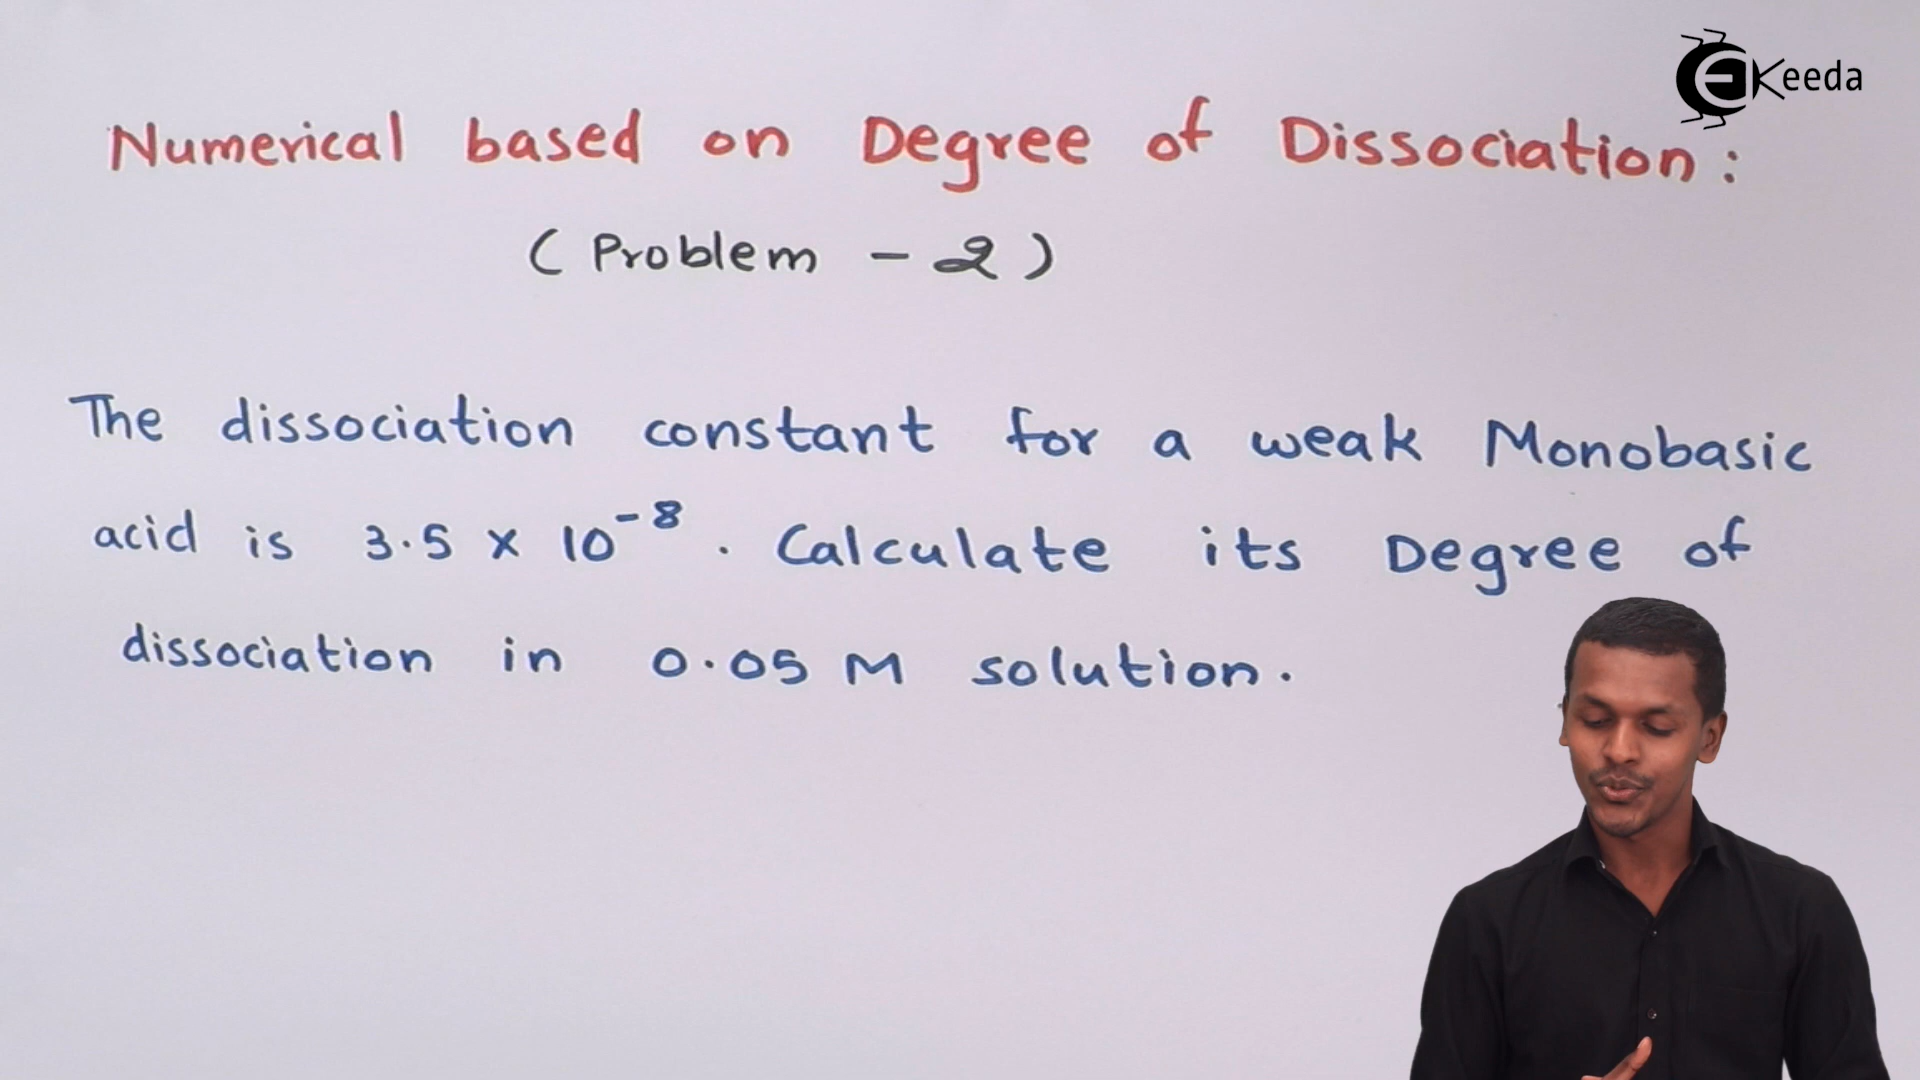 Keeda
Numerical based on Degree of Dissociation:
(Problem - 2)
The dissociation constant for a weak Monobasic
acid is 3.5 x 10⁻⁸. Calculate its Degree of
dissociation in 0.05 M solution.